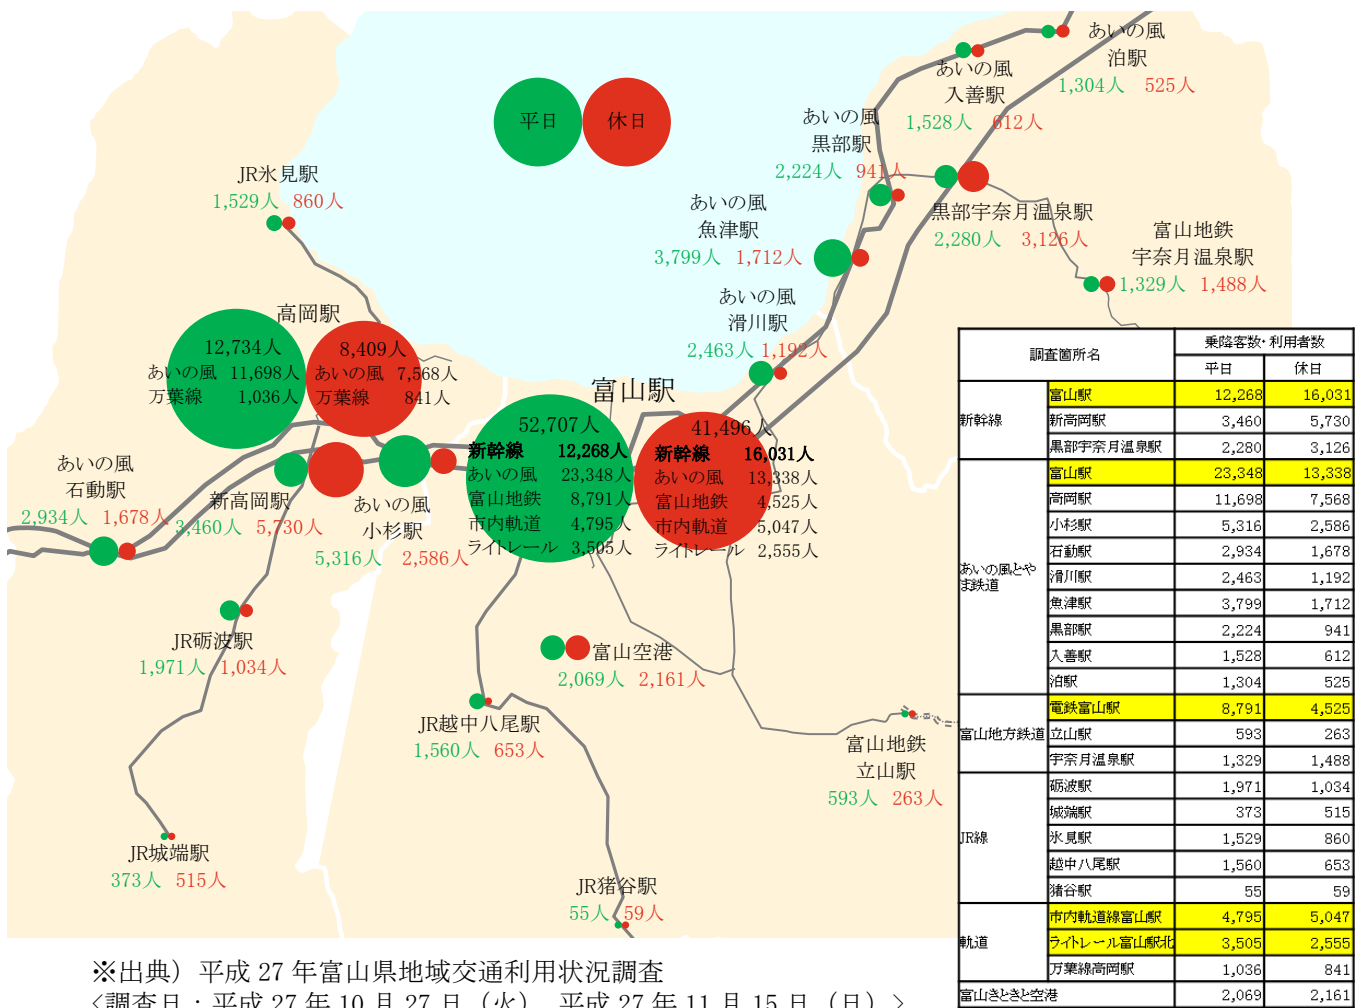 平日
休日
あいの風
泊駅
1,304人 525人
あいの風
入善駅
1,528人 612人
あいの風
黒部駅
2,224人 941人
JR氷見駅
1,529人 860人
あいの風
魚津駅
3,799人 1,712人
黒部宇奈月温泉駅
2,280人 3,126人
富山地鉄
宇奈月温泉駅
1,329人 1,488人
あいの風
滑川駅
2,463人 1,192人
高岡駅
12,734人
あいの風 11,698人
万葉線 1,036人
8,409人
あいの風 7,568人
万葉線 841人
富山駅
52,707人
新幹線 12,268人
あいの風 23,348人
富山地鉄 8,791人
市内軌道 4,795人
ライトレール 3,505人
41,496人
新幹線 16,031人
あいの風 13,338人
富山地鉄 4,525人
市内軌道 5,047人
ライトレール 2,555人
あいの風
石動駅
2,934人 1,678人
新高岡駅
3,460人 5,730人
あいの風
小杉駅
5,316人 2,586人
JR砺波駅
1,971人 1,034人
富山空港
2,069人 2,161人
JR越中八尾駅
1,560人 653人
富山地鉄
立山駅
593人 263人
JR城端駅
373人 515人
JR猪谷駅
55人 59人
調査箇所名 乗降客数・利用者数
平日 休日
新幹線
富山駅 12,268 16,031
新高岡駅 3,460 5,730
黒部宇奈月温泉駅 2,280 3,126
あいの風とや
ま鉄道
富山駅 23,348 13,338
高岡駅 11,698 7,568
小杉駅 5,316 2,586
石動駅 2,934 1,678
滑川駅 2,463 1,192
魚津駅 3,799 1,712
黒部駅 2,224 941
入善駅 1,528 612
泊駅 1,304 525
富山地方鉄道
電鉄富山駅 8,791 4,525
立山駅 593 263
宇奈月温泉駅 1,329 1,488
JR線
砺波駅 1,971 1,034
城端駅 373 515
氷見駅 1,529 860
越中八尾駅 1,560 653
猪谷駅 55 59
軌道
市内軌道線富山駅 4,795 5,047
ライトレール富山駅北 3,505 2,555
万葉線高岡駅 1,036 841
富山きときと空港 2,069 2,161
※出典）平成 27 年富山県地域交通利用状況調査
<調査日：平成 27 年 10 月 27 日（火）、平成 27 年 11 月 15 日（日）>